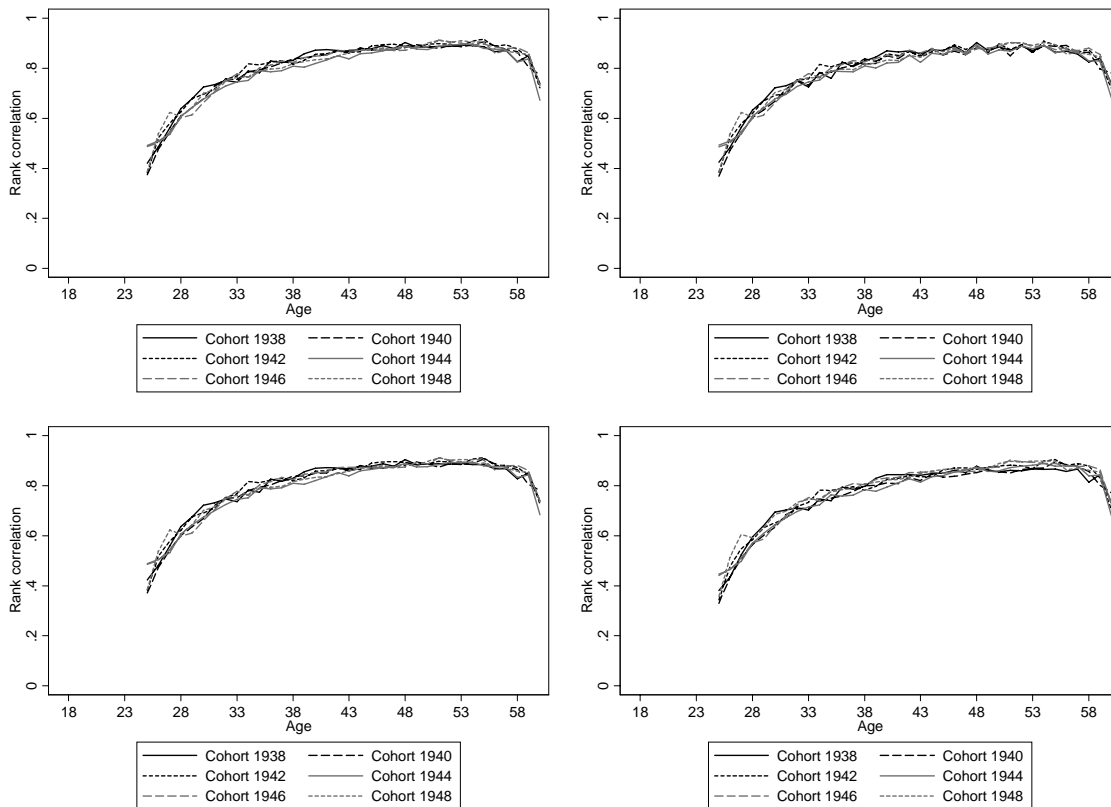 1
.8
.6
.4
.2
0
Rank correlation
18 23 28 33 38 43 48 53 58
Age
Cohort 1938 Cohort 1940
Cohort 1942 Cohort 1944
Cohort 1946 Cohort 1948
1
.8
.6
.4
.2
0
Rank correlation
18 23 28 33 38 43 48 53 58
Age
Cohort 1938 Cohort 1940
Cohort 1942 Cohort 1944
Cohort 1946 Cohort 1948
1
.8
.6
.4
.2
0
Rank correlation
18 23 28 33 38 43 48 53 58
Age
Cohort 1938 Cohort 1940
Cohort 1942 Cohort 1944
Cohort 1946 Cohort 1948
1
.8
.6
.4
.2
0
Rank correlation
18 23 28 33 38 43 48 53 58
Age
Cohort 1938 Cohort 1940
Cohort 1942 Cohort 1944
Cohort 1946 Cohort 1948